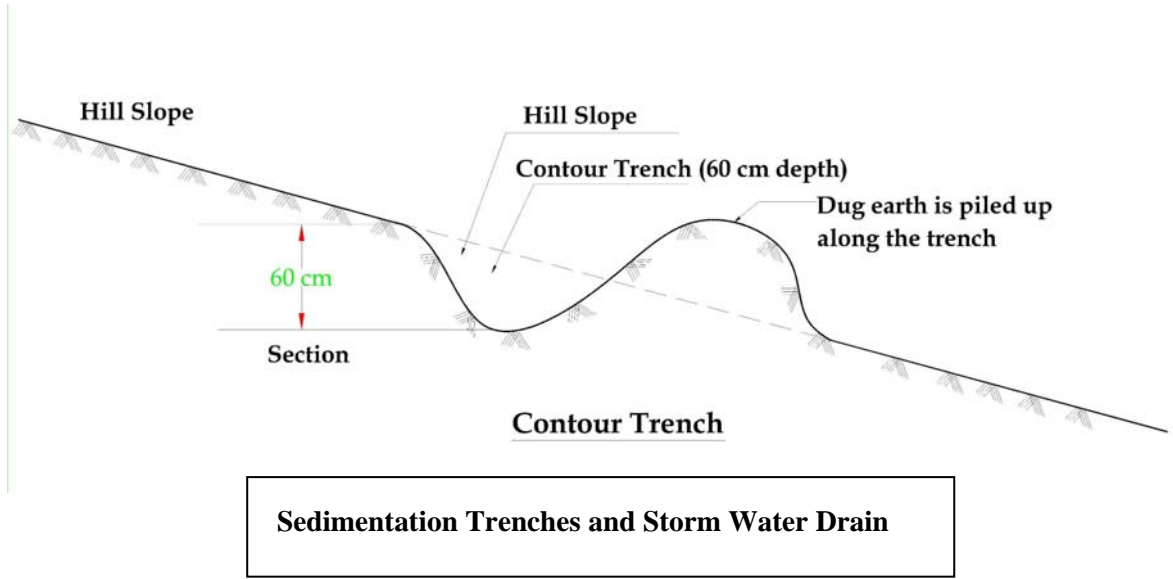 Hill Slope
Hill Slope
Contour Trench (60 cm depth)
Dug earth is piled up
along the trench
60 cm
Section
Contour Trench
Sedimentation Trenches and Storm Water Drain